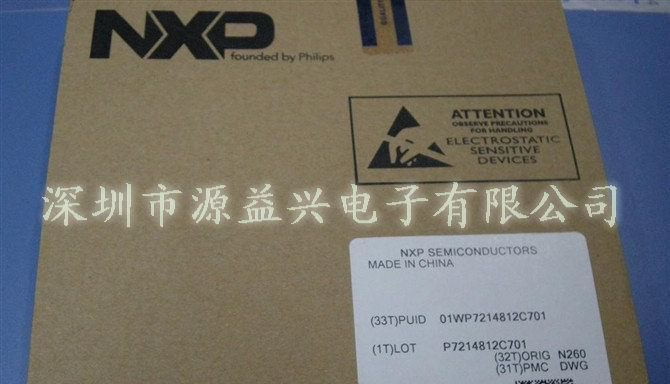 NXP
founded by Philips
ATTENTION
OBSERVE PRECAUTIONS
FOR HANDLING
ELECTROSTATIC
SENSITIVE
DEVICES
深圳市源益兴电子有限公司
NXP SEMICONDUCTORS
MADE IN CHINA
(33T)PUID 01WP7214812C701
(1T)LOT P7214812C701
(32T)ORIG N260
(31T)PMC DWG